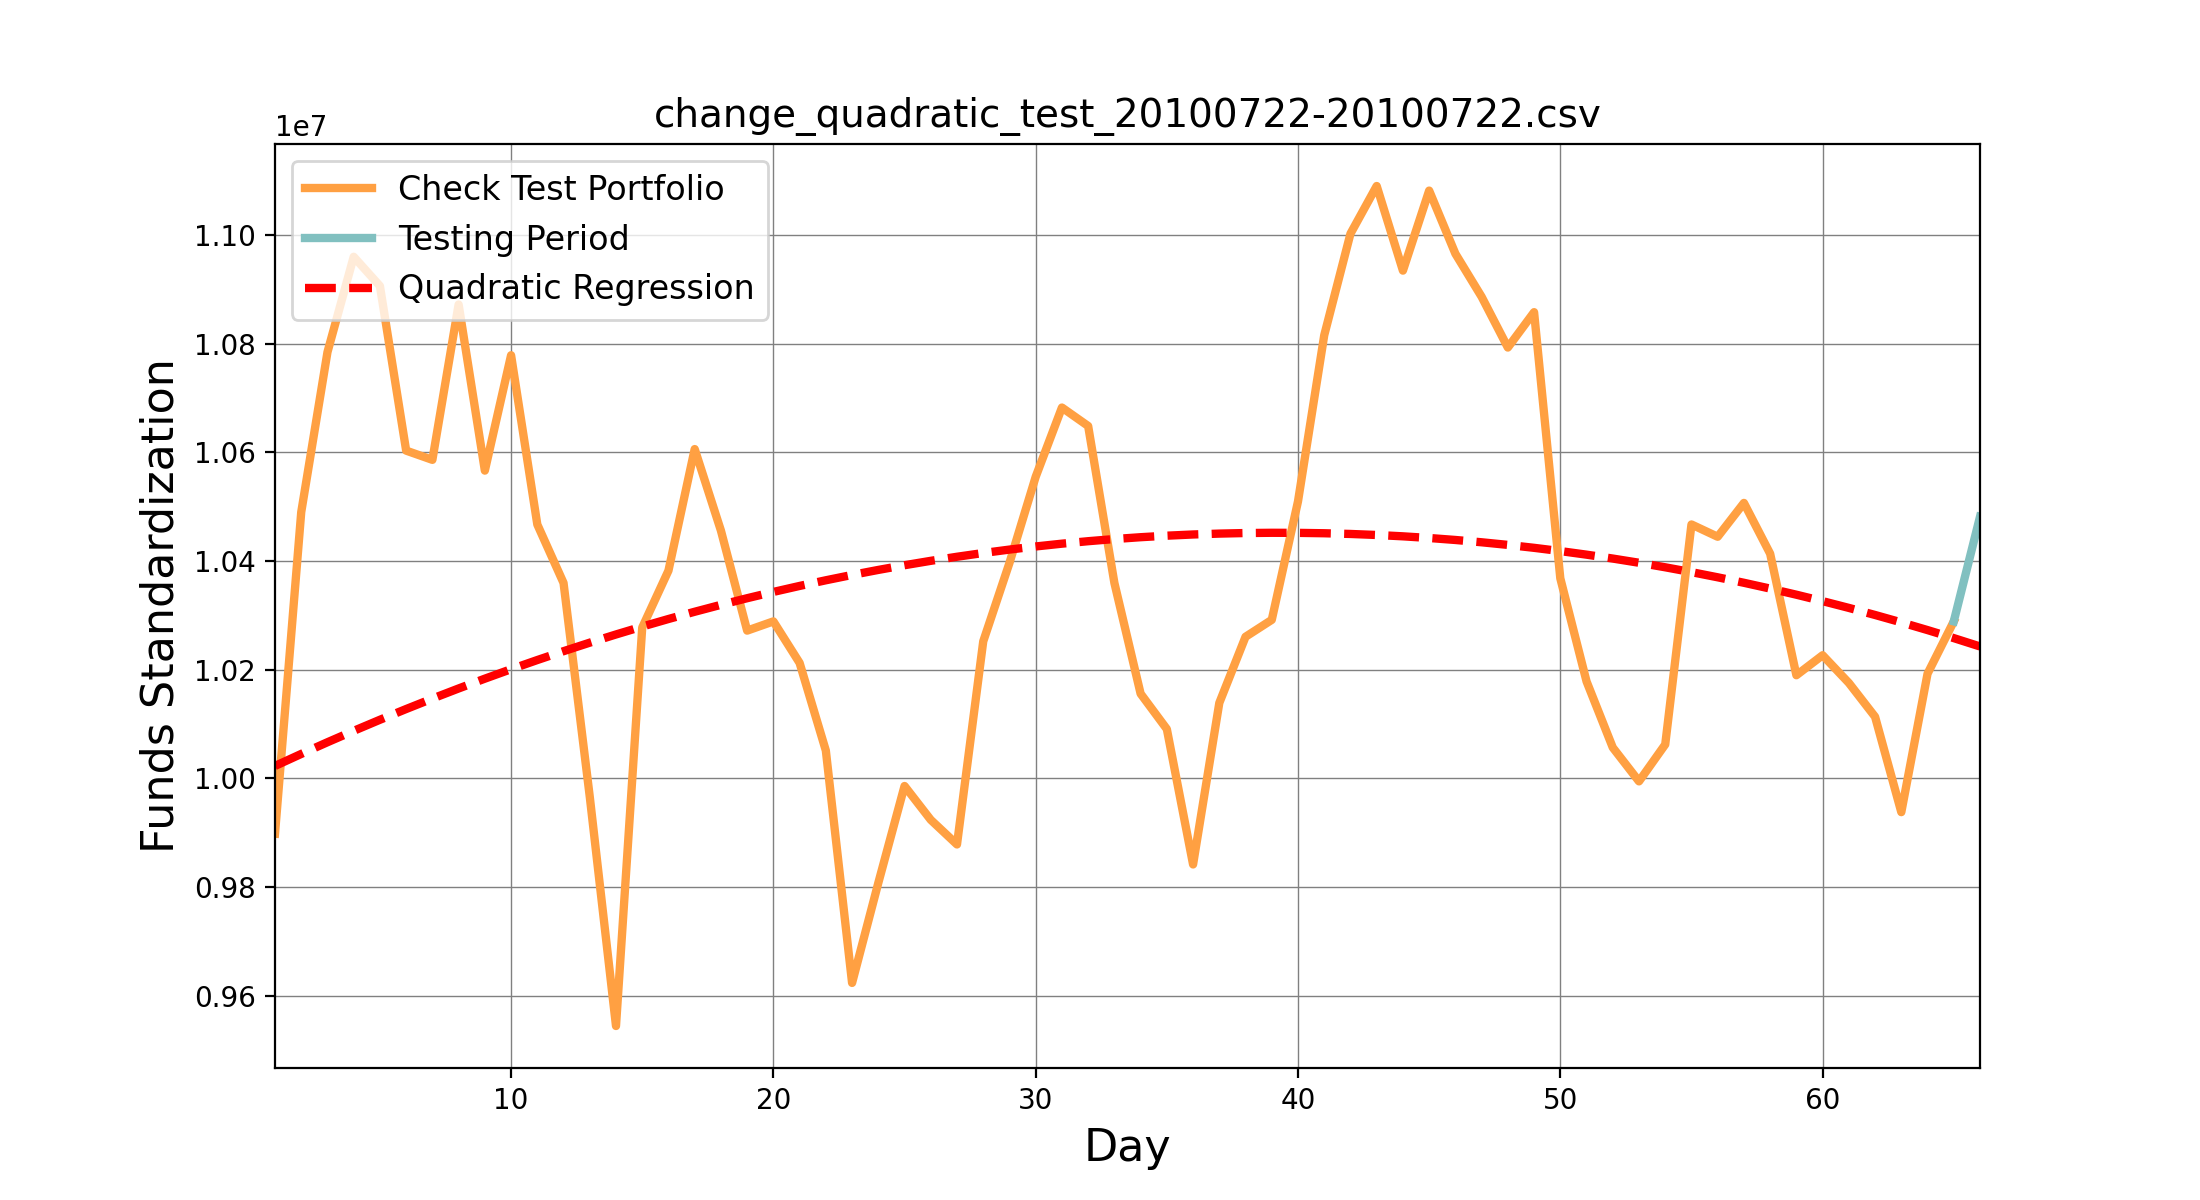 change_quadratic_test_20100722-20100722.csv
1e7
Check Test Portfolio
Testing Period
Quadratic Regression
1.10
1.08
1.06
1.04
1.02
1.00
0.98
0.96
Funds Standardization
10 20 30 40 50 60
Day